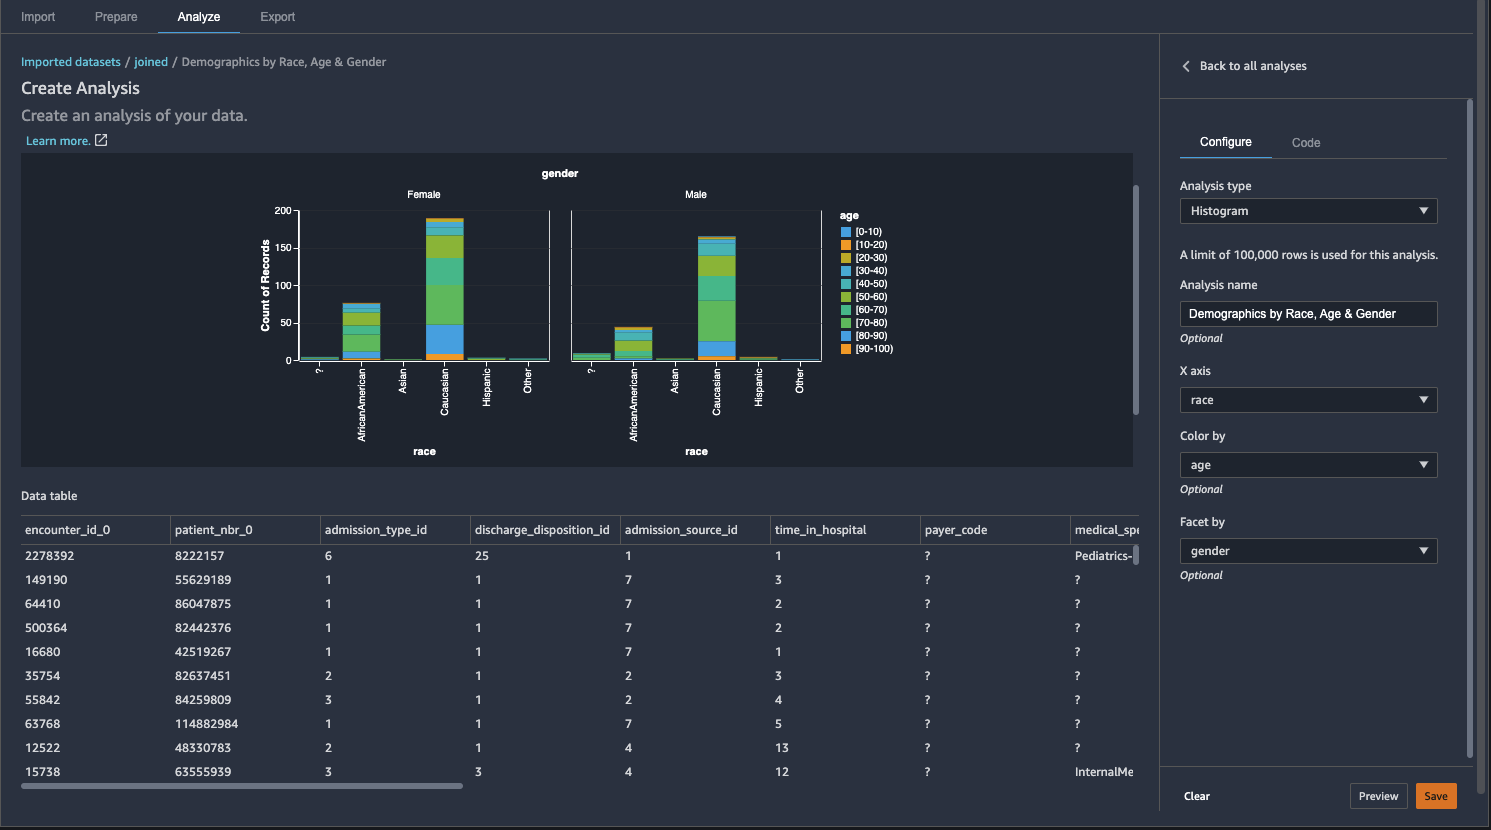 Import Prepare Analyze Export
Imported datasets / joined / Demographics by Race, Age & Gender
Create Analysis
Create an analysis of your data.
Learn more.
gender
Female Male
Count of Records
200
150
100
50
0
? AfricanAmerican Asian Caucasian Hispanic Other
? AfricanAmerican Asian Caucasian Hispanic Other
race race
age
[0-10)
[10-20)
[20-30)
[30-40)
[40-50)
[50-60)
[60-70)
[70-80)
[80-90)
[90-100)
Data table
encounter_id_0 patient_nbr_0 admission_type_id discharge_disposition_id admission_source_id time_in_hospital payer_code medical_spe
2278392 8222157 6 25 1 1 ? Pediatrics-
149190 55629189 1 1 7 3 ? ?
64410 86047875 1 1 7 2 ? ?
500364 82442376 1 1 7 2 ? ?
16680 42519267 1 1 7 1 ? ?
35754 82637451 2 1 2 3 ? ?
55842 84259809 3 1 2 4 ? ?
63768 114882984 1 1 7 5 ? ?
12522 48330783 2 1 4 13 ? ?
15738 63555939 3 3 4 12 ? InternalMe
Back to all analyses
Configure Code
Analysis type
Histogram
A limit of 100,000 rows is used for this analysis.
Analysis name
Demographics by Race, Age & Gender
Optional
X axis
race
Color by
age
Optional
Facet by
gender
Optional
Clear Preview Save